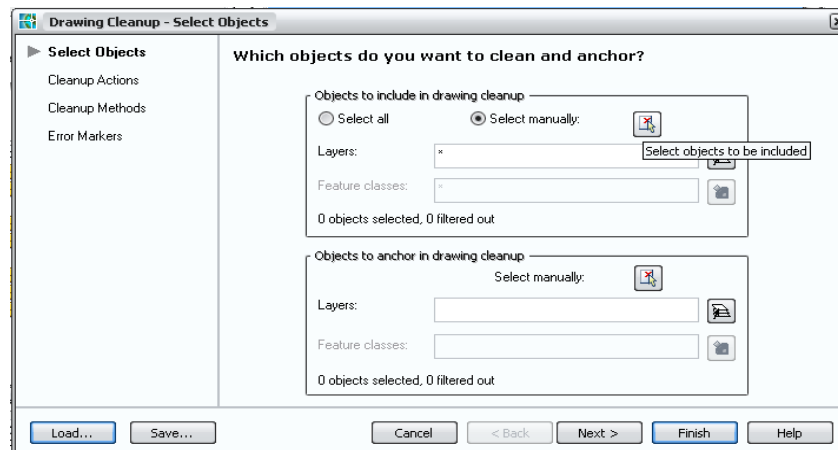 Drawing Cleanup - Select Objects
Select Objects
Cleanup Actions
Cleanup Methods
Error Markers
Which objects do you want to clean and anchor?
Objects to include in drawing cleanup
Select all
Select manually:
Select objects to be included
Layers: *
Feature classes: *
0 objects selected, 0 filtered out
Objects to anchor in drawing cleanup
Select manually:
Layers:
Feature classes:
0 objects selected, 0 filtered out
Load... Save... Cancel < Back Next > Finish Help